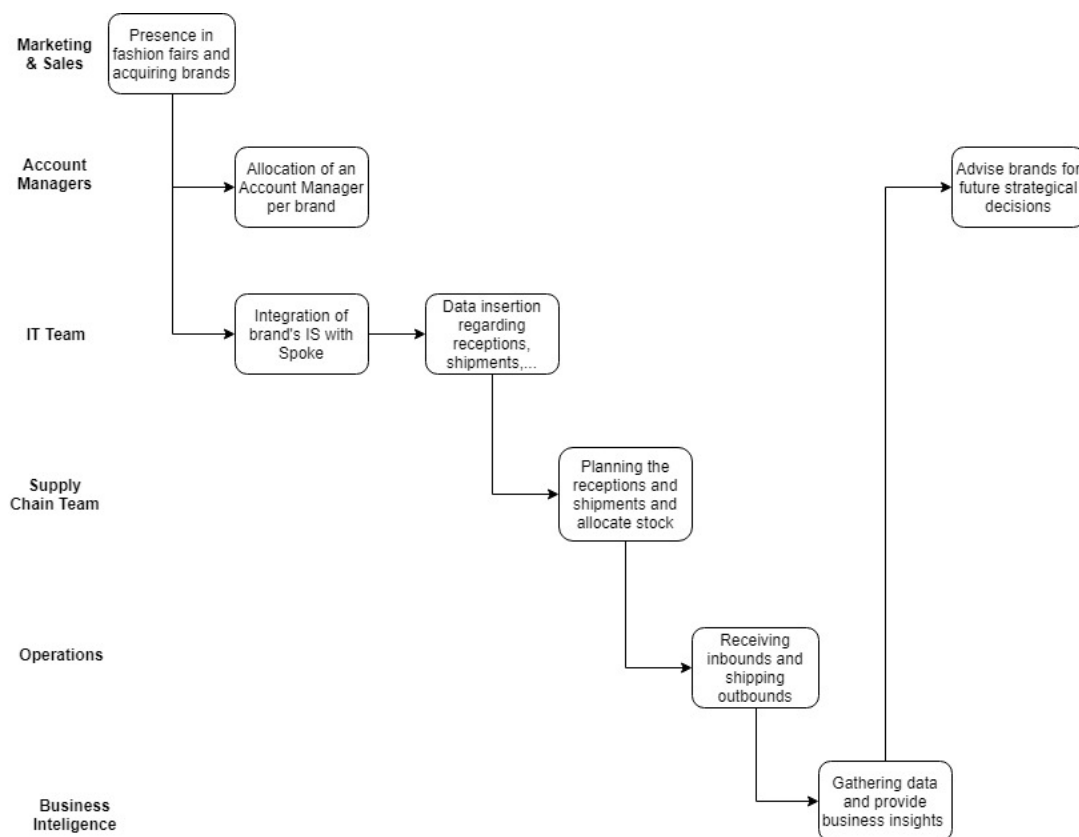 Marketing
& Sales
Presence in
fashion fairs and
acquiring brands
Account
Managers
Allocation of an
Account Manager
per brand
Advise brands for
future strategical
decisions
IT Team
Integration of
brand's IS with
Spoke
Data insertion
regarding
receptions,
shipments,...
Supply
Chain Team
Planning the
receptions and
shipments and
allocate stock
Operations
Receiving
inbounds and
shipping
outbounds
Business
Inteligence
Gathering data
and provide
business insights